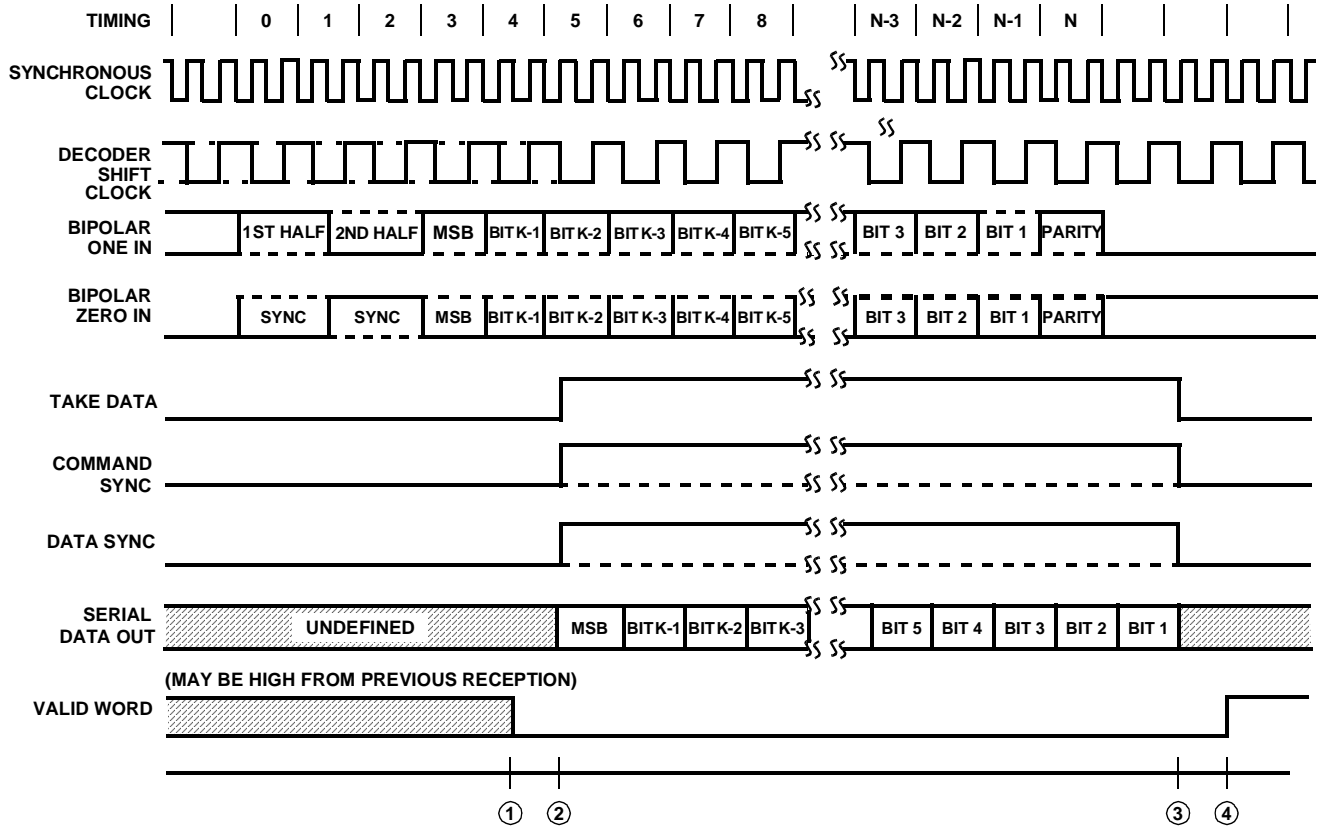 TIMING 0 1 2 3 4 5 6 7 8 N-3 N-2 N-1 N
SYNCHRONOUS
CLOCK
DECODER
SHIFT
CLOCK
BIPOLAR
ONE IN
1ST HALF 2ND HALF MSB BIT K-1 BIT K-2 BIT K-3 BIT K-4 BIT K-5 BIT 3 BIT 2 BIT 1 PARITY
BIPOLAR
ZERO IN
SYNC SYNC MSB BIT K-1 BIT K-2 BIT K-3 BIT K-4 BIT K-5 BIT 3 BIT 2 BIT 1 PARITY
TAKE DATA
COMMAND
SYNC
DATA SYNC
SERIAL
DATA OUT
UNDEFINED MSB BIT K-1 BIT K-2 BIT K-3 BIT 5 BIT 4 BIT 3 BIT 2 BIT 1
(MAY BE HIGH FROM PREVIOUS RECEPTION)
VALID WORD
1 2 3 4